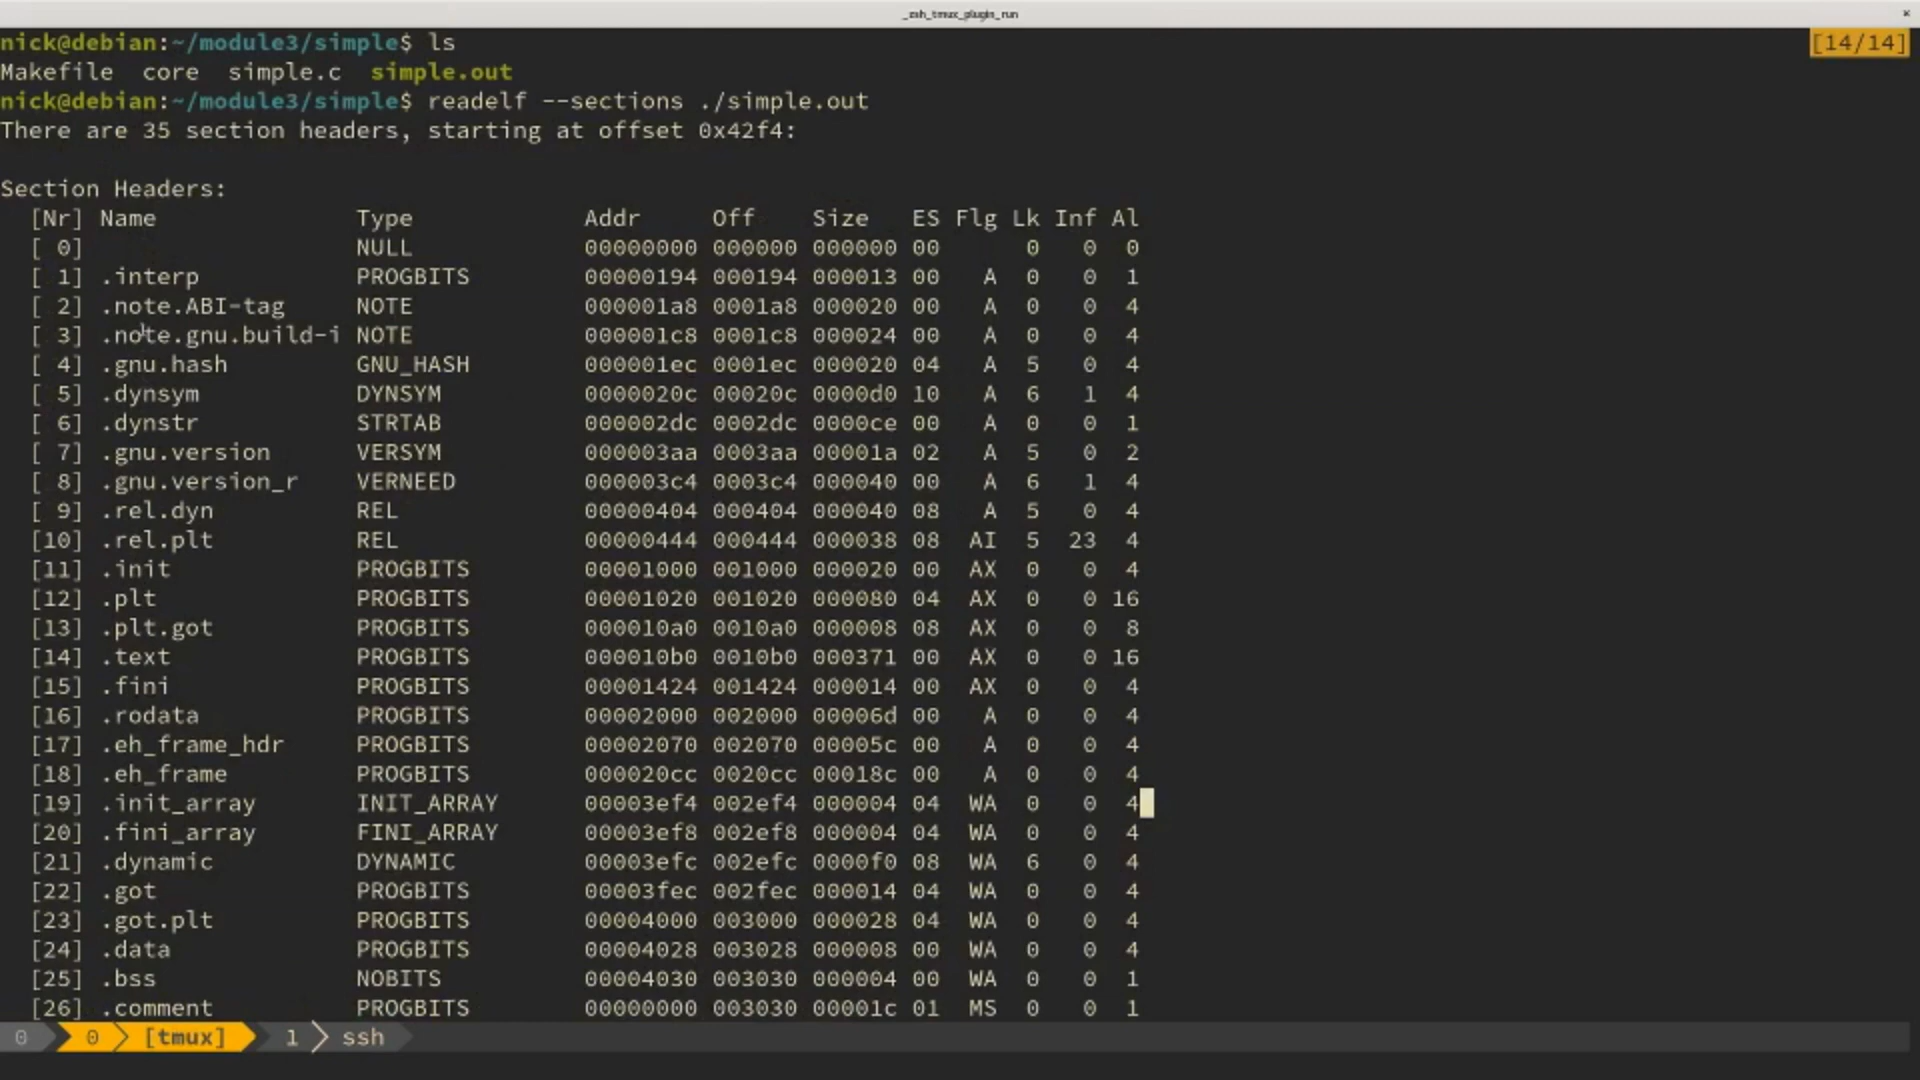 _zsh_tmux_plugin_run ×
nick@debian:~/module3/simple$ ls [14/14]
Makefile  core  simple.c  simple.out
nick@debian:~/module3/simple$ readelf --sections ./simple.out
There are 35 section headers, starting at offset 0x42f4:
Section Headers:
[Nr] Name Type Addr Off Size ES Flg Lk Inf Al
[ 0] NULL 00000000 000000 000000 00 0 0 0
[ 1] .interp PROGBITS 00000194 000194 000013 00 A 0 0 1
[ 2] .note.ABI-tag NOTE 000001a8 0001a8 000020 00 A 0 0 4
[ 3] .note.gnu.build-i NOTE 000001c8 0001c8 000024 00 A 0 0 4
[ 4] .gnu.hash GNU_HASH 000001ec 0001ec 000020 04 A 5 0 4
[ 5] .dynsym DYNSYM 0000020c 00020c 0000d0 10 A 6 1 4
[ 6] .dynstr STRTAB 000002dc 0002dc 0000ce 00 A 0 0 1
[ 7] .gnu.version VERSYM 000003aa 0003aa 00001a 02 A 5 0 2
[ 8] .gnu.version_r VERNEED 000003c4 0003c4 000040 00 A 6 1 4
[ 9] .rel.dyn REL 00000404 000404 000040 08 A 5 0 4
[10] .rel.plt REL 00000444 000444 000038 08 AI 5 23 4
[11] .init PROGBITS 00001000 001000 000020 00 AX 0 0 4
[12] .plt PROGBITS 00001020 001020 000080 04 AX 0 0 16
[13] .plt.got PROGBITS 000010a0 0010a0 000008 08 AX 0 0 8
[14] .text PROGBITS 000010b0 0010b0 000371 00 AX 0 0 16
[15] .fini PROGBITS 00001424 001424 000014 00 AX 0 0 4
[16] .rodata PROGBITS 00002000 002000 00006d 00 A 0 0 4
[17] .eh_frame_hdr PROGBITS 00002070 002070 00005c 00 A 0 0 4
[18] .eh_frame PROGBITS 000020cc 0020cc 00018c 00 A 0 0 4
[19] .init_array INIT_ARRAY 00003ef4 002ef4 000004 04 WA 0 0 4
[20] .fini_array FINI_ARRAY 00003ef8 002ef8 000004 04 WA 0 0 4
[21] .dynamic DYNAMIC 00003efc 002efc 0000f0 08 WA 6 0 4
[22] .got PROGBITS 00003fec 002fec 000014 04 WA 0 0 4
[23] .got.plt PROGBITS 00004000 003000 000028 04 WA 0 0 4
[24] .data PROGBITS 00004028 003028 000008 00 WA 0 0 4
[25] .bss NOBITS 00004030 003030 000004 00 WA 0 0 1
[26] .comment PROGBITS 00000000 003030 00001c 01 MS 0 0 1
0 0 [tmux] 1 ssh